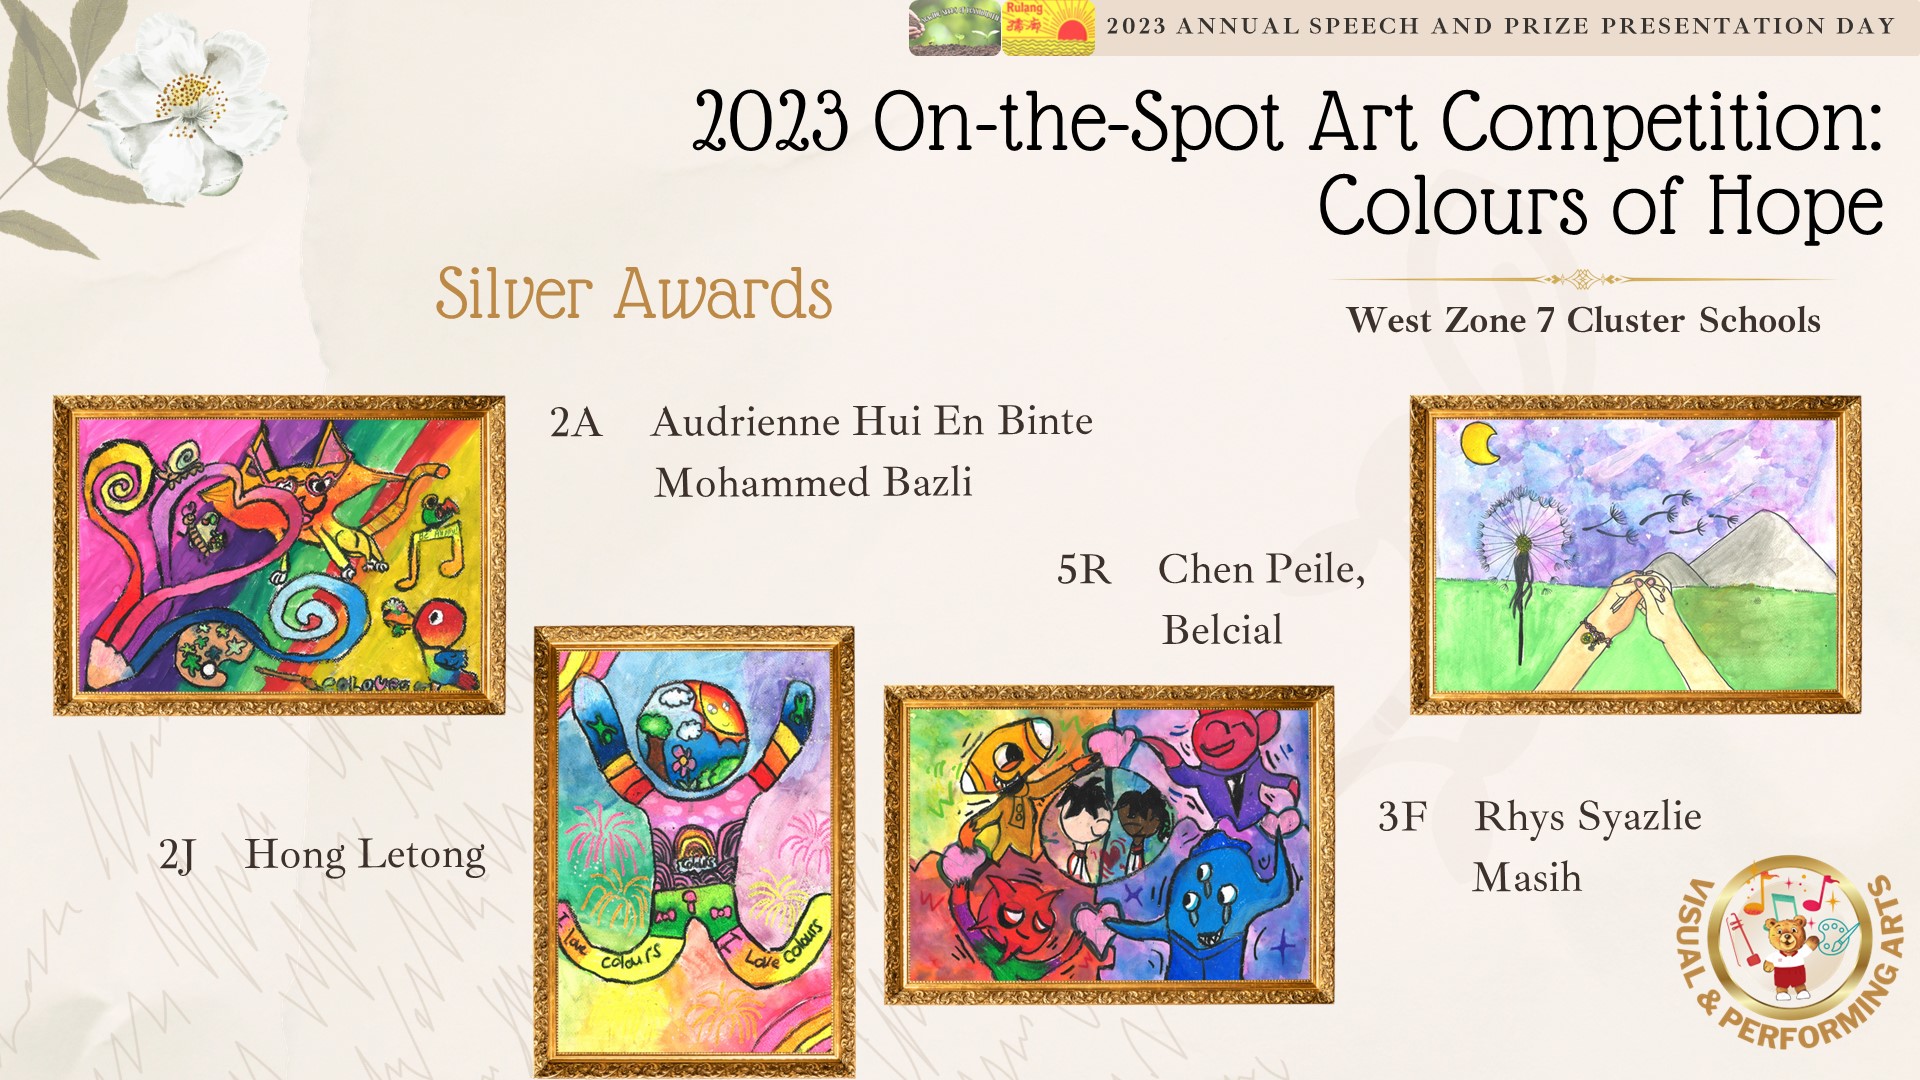 Rulang
2023 ANNUAL SPEECH AND PRIZE PRESENTATION DAY
2023 On-the-Spot Art Competition:
Colours of Hope
Silver Awards
West Zone 7 Cluster Schools
2A Audrienne Hui En Binte
Mohammed Bazli
5R Chen Peile,
Belcial
2J Hong Letong
I love colours
I Love colours
colours
3F Rhys Syazlie
Masih
VISUAL & PERFORMING ARTS